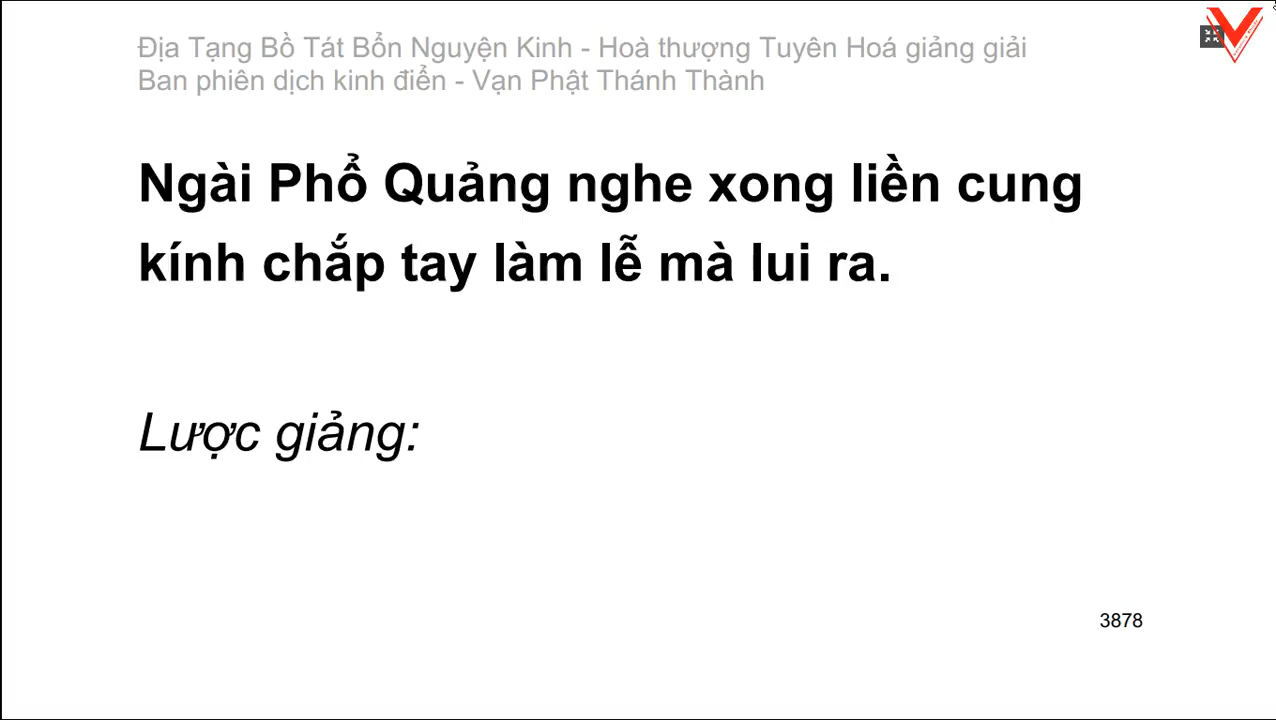 Địa Tạng Bồ Tát Bổn Nguyện Kinh - Hoà thượng Tuyên Hoá giảng giải
Ban phiên dịch kinh điển - Vạn Phật Thánh Thành
Ngài Phổ Quảng nghe xong liền cung
kính chắp tay làm lễ mà lui ra.
Lược giảng:
3878